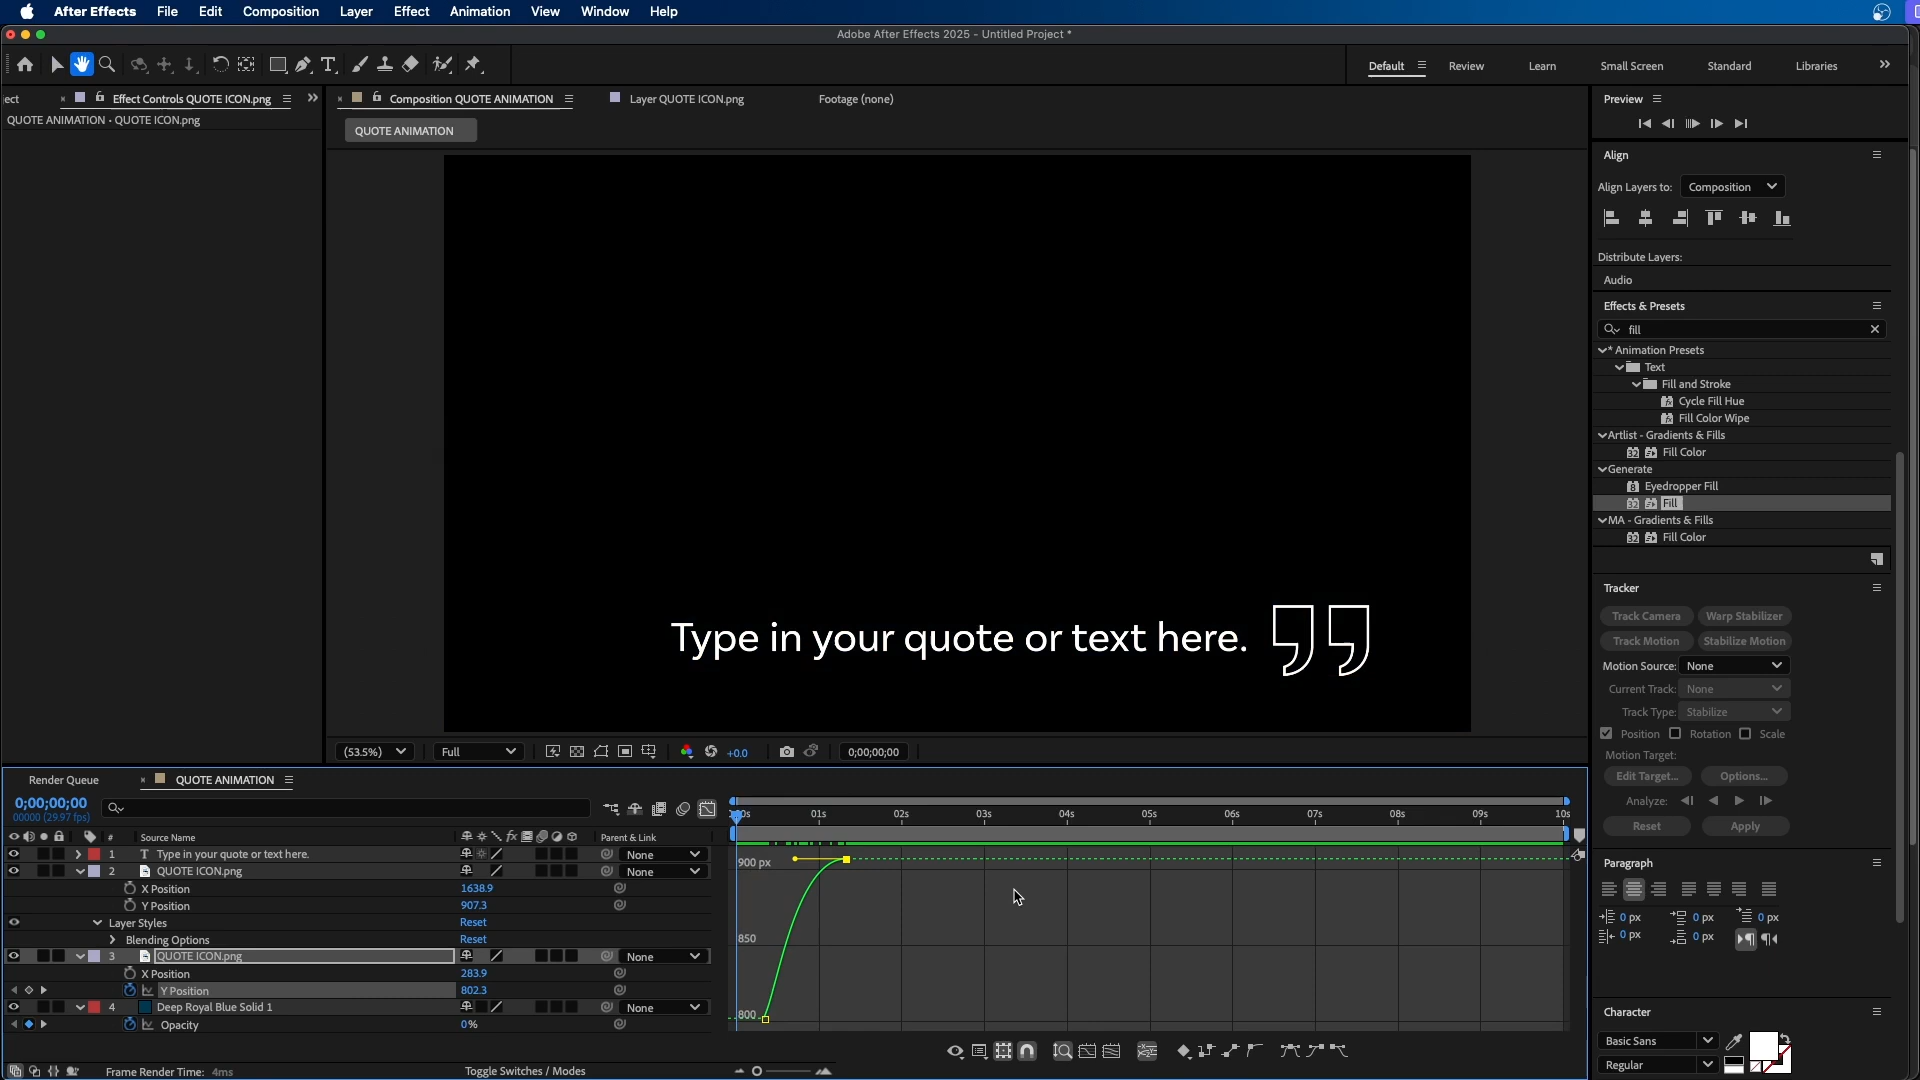 After Effects File Edit Composition Layer Effect Animation View Window Help
Adobe After Effects 2025 - Untitled Project *
Default Review Learn Small Screen Standard Libraries
ect Effect Controls QUOTE ICON.png Composition QUOTE ANIMATION Layer QUOTE ICON.png Footage (none)
QUOTE ANIMATION • QUOTE ICON.png
QUOTE ANIMATION
Type in your quote or text here.
(53.5%) Full +0.0 0;00;00;00
Preview
Align
Align Layers to: Composition
Distribute Layers:
Audio
Effects & Presets
fill
* Animation Presets
Text
Fill and Stroke
Cycle Fill Hue
Fill Color Wipe
Artlist - Gradients & Fills
Fill Color
Generate
Eyedropper Fill
Fill
MA - Gradients & Fills
Fill Color
Tracker
Track Camera Warp Stabilizer
Track Motion Stabilize Motion
Motion Source: None
Current Track: None
Track Type: Stabilize
Position Rotation Scale
Motion Target:
Edit Target... Options...
Analyze:
Reset Apply
Paragraph
0 px 0 px 0 px
0 px 0 px
Character
Basic Sans
Regular
Render Queue QUOTE ANIMATION
0;00;00;00
00000 (29.97 fps)
# Source Name Parent & Link
1 T Type in your quote or text here. None
2 QUOTE ICON.png None
X Position 1638.9
Y Position 907.3
Layer Styles Reset
Blending Options Reset
3 QUOTE ICON.png None
X Position 283.9
Y Position 802.3
4 Deep Royal Blue Solid 1 None
Opacity 0%
01s 02s 03s 04s 05s 06s 07s 08s 09s 10s
900 px
850
800
Frame Render Time: 4ms Toggle Switches / Modes